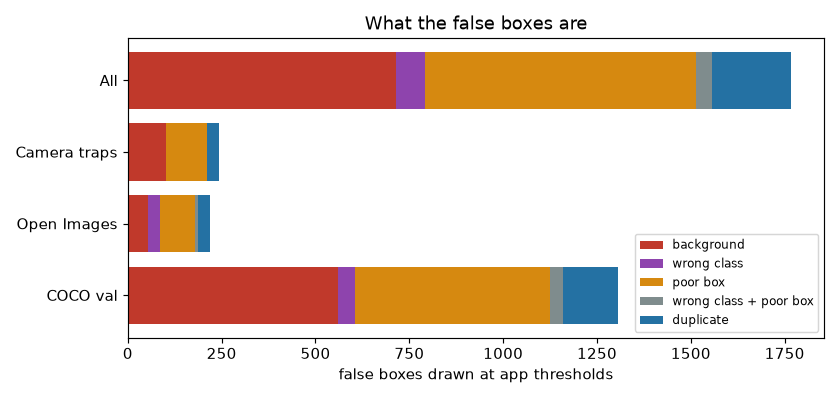 What the false boxes are
All
Camera traps
Open Images
COCO val
background
wrong class
poor box
wrong class + poor box
duplicate
0 250 500 750 1000 1250 1500 1750
false boxes drawn at app thresholds